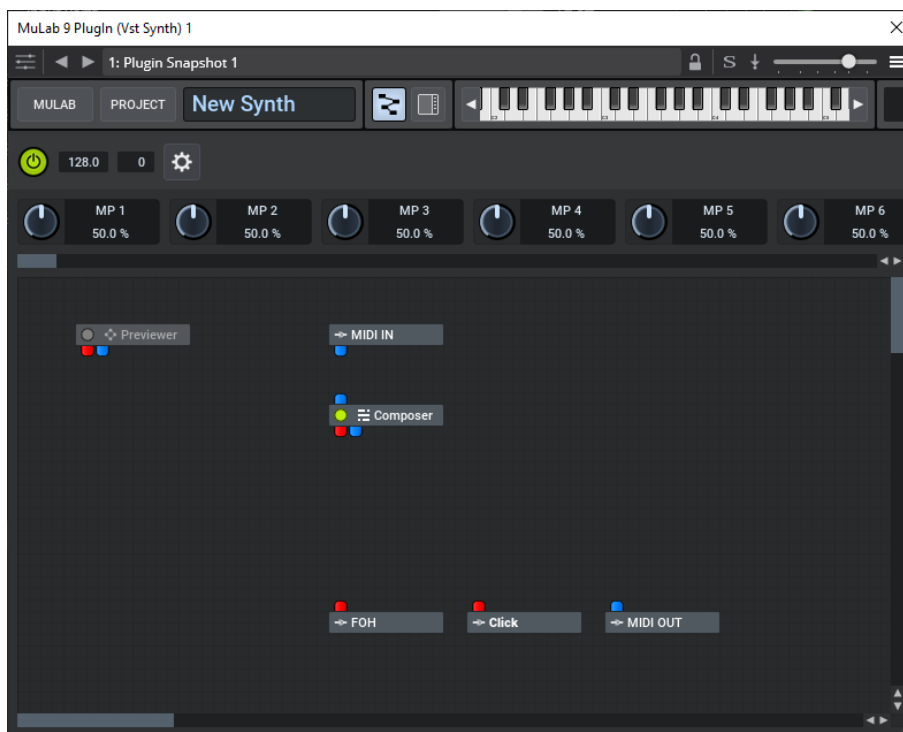 MuLab 9 PlugIn (Vst Synth) 1
1: Plugin Snapshot 1
S
MULAB
PROJECT
New Synth
128.0
0
MP 1
50.0 %
MP 2
50.0 %
MP 3
50.0 %
MP 4
50.0 %
MP 5
50.0 %
MP 6
50.0 %
Previewer
MIDI IN
Composer
FOH
Click
MIDI OUT